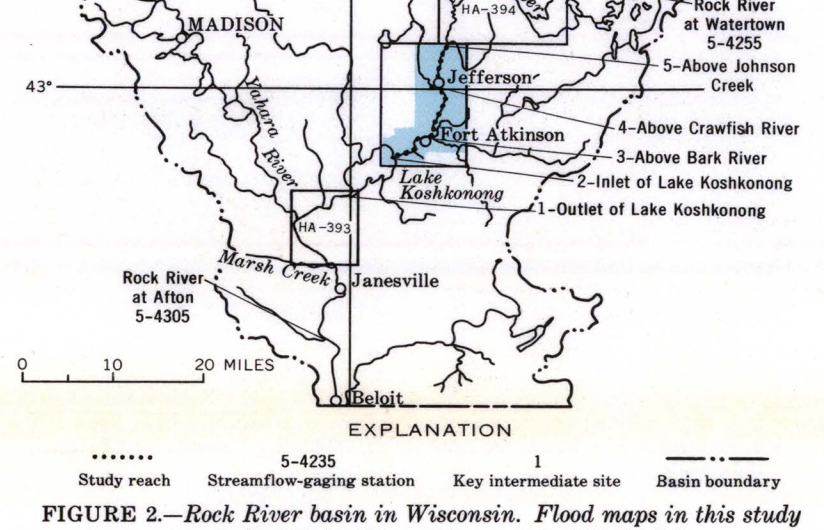 HA-394
Rock River
at Watertown
5-4255
MADISON
5-Above Johnson
Creek
Jefferson
43°
Yahara
River
4-Above Crawfish River
Fort Atkinson
3-Above Bark River
Lake
Koshkonong
2-Inlet of Lake Koshkonong
1-Outlet of Lake Koshkonong
HA-393
Marsh Creek
Rock River
at Afton
5-4305
Janesville
0 10 20 MILES
Beloit
EXPLANATION
5-4235 1
Study reach Streamflow-gaging station Key intermediate site Basin boundary
FIGURE 2.—Rock River basin in Wisconsin. Flood maps in this study